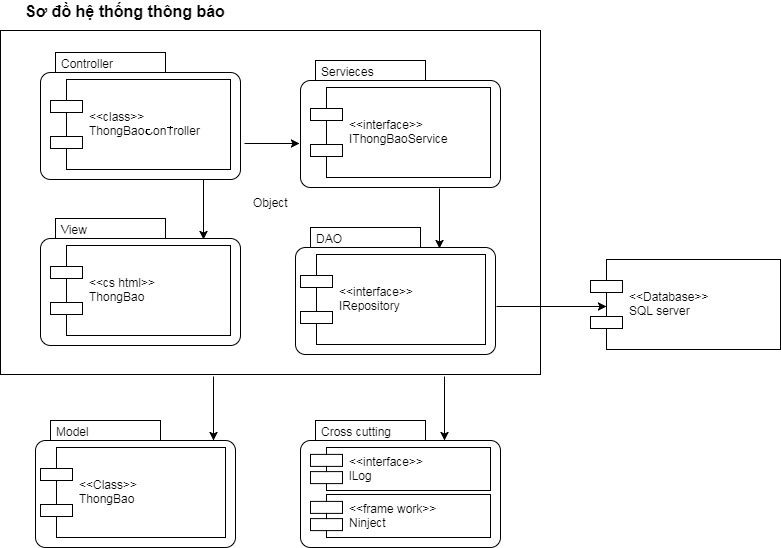 Sơ đồ hệ thống thông báo
Controller
<<class>>
ThongBaocontroller
Servieces
<<interface>>
IThongBaoService
Object
View
<<cs html>>
ThongBao
DAO
<<interface>>
IRepository
<<Database>>
SQL server
Model
<<Class>>
ThongBao
Cross cutting
<<interface>>
ILog
<<frame work>>
Ninject